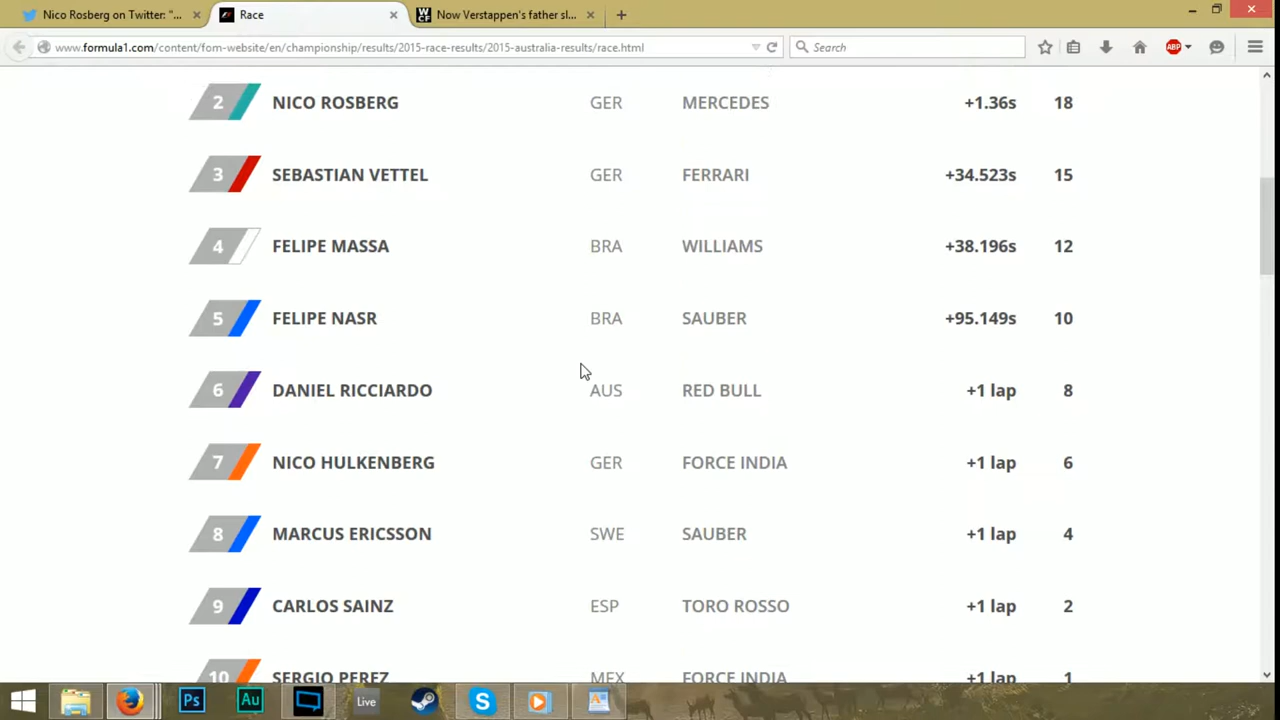 Nico Rosberg on Twitter: "...
Race
WCF
Now Verstappen's father sl...
www.formula1.com/content/fom-website/en/championship/results/2015-race-results/2015-australia-results/race.html
Search
ABP
2 NICO ROSBERG GER MERCEDES +1.36s 18
3 SEBASTIAN VETTEL GER FERRARI +34.523s 15
4 FELIPE MASSA BRA WILLIAMS +38.196s 12
5 FELIPE NASR BRA SAUBER +95.149s 10
6 DANIEL RICCIARDO AUS RED BULL +1 lap 8
7 NICO HULKENBERG GER FORCE INDIA +1 lap 6
8 MARCUS ERICSSON SWE SAUBER +1 lap 4
9 CARLOS SAINZ ESP TORO ROSSO +1 lap 2
10 SERGIO PEREZ MEX FORCE INDIA +1 lap 1
Ps Au Live